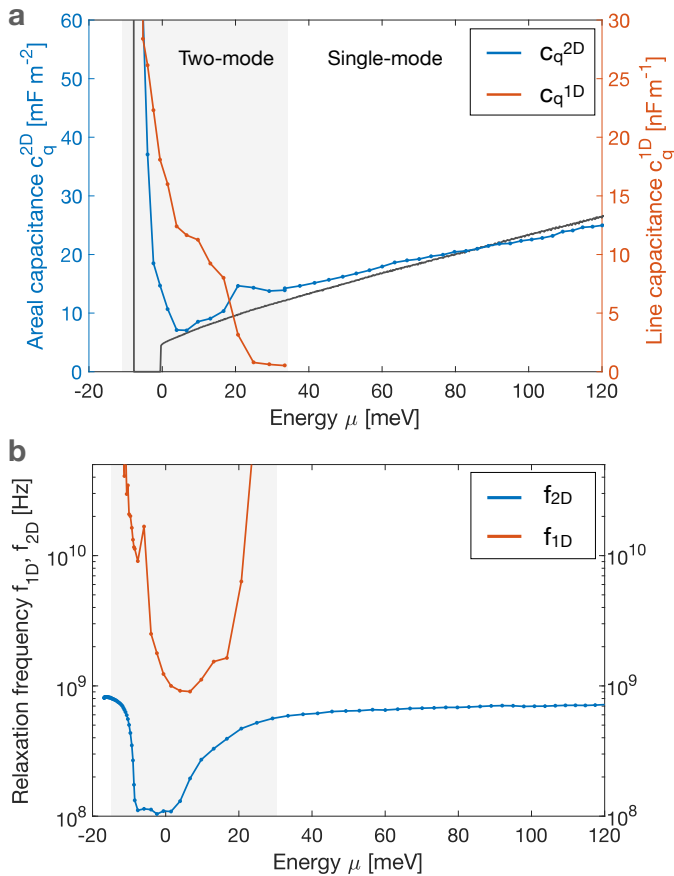 a
60
50
40
30
20
10
0
Areal capacitance c_q^2D [mF m^-2]
Two-mode
Single-mode
c_q^2D
c_q^1D
30
25
20
15
10
5
0
Line capacitance c_q^1D [nF m^-1]
-20 0 20 40 60 80 100 120
Energy μ [meV]
b
10^10
10^9
10^8
Relaxation frequency f_1D, f_2D [Hz]
f_2D
f_1D
10^10
10^9
10^8
-20 0 20 40 60 80 100 120
Energy μ [meV]